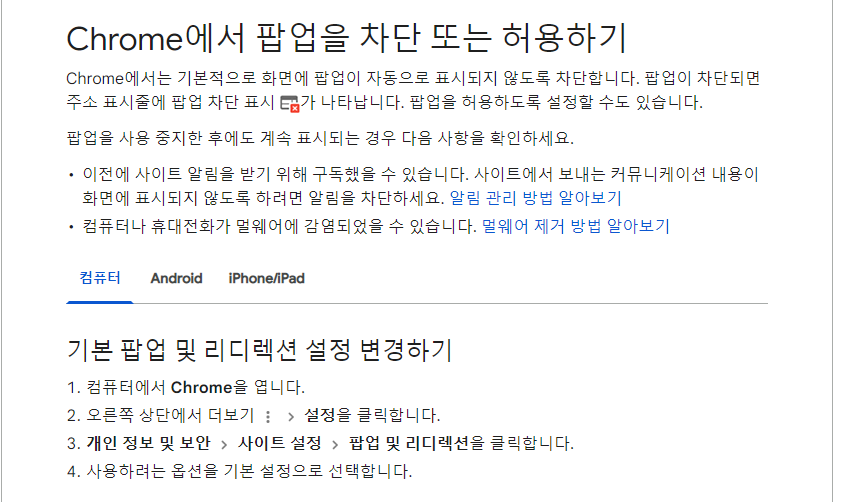 Chrome에서 팝업을 차단 또는 허용하기
Chrome에서는 기본적으로 화면에 팝업이 자동으로 표시되지 않도록 차단합니다. 팝업이 차단되면
주소 표시줄에 팝업 차단 표시 가 나타납니다. 팝업을 허용하도록 설정할 수도 있습니다.
팝업을 사용 중지한 후에도 계속 표시되는 경우 다음 사항을 확인하세요.
• 이전에 사이트 알림을 받기 위해 구독했을 수 있습니다. 사이트에서 보내는 커뮤니케이션 내용이
화면에 표시되지 않도록 하려면 알림을 차단하세요. 알림 관리 방법 알아보기
• 컴퓨터나 휴대전화가 멀웨어에 감염되었을 수 있습니다. 멀웨어 제거 방법 알아보기
컴퓨터 Android iPhone/iPad
기본 팝업 및 리디렉션 설정 변경하기
1. 컴퓨터에서 Chrome을 엽니다.
2. 오른쪽 상단에서 더보기 ⋮ > 설정을 클릭합니다.
3. 개인 정보 및 보안 > 사이트 설정 > 팝업 및 리디렉션을 클릭합니다.
4. 사용하려는 옵션을 기본 설정으로 선택합니다.